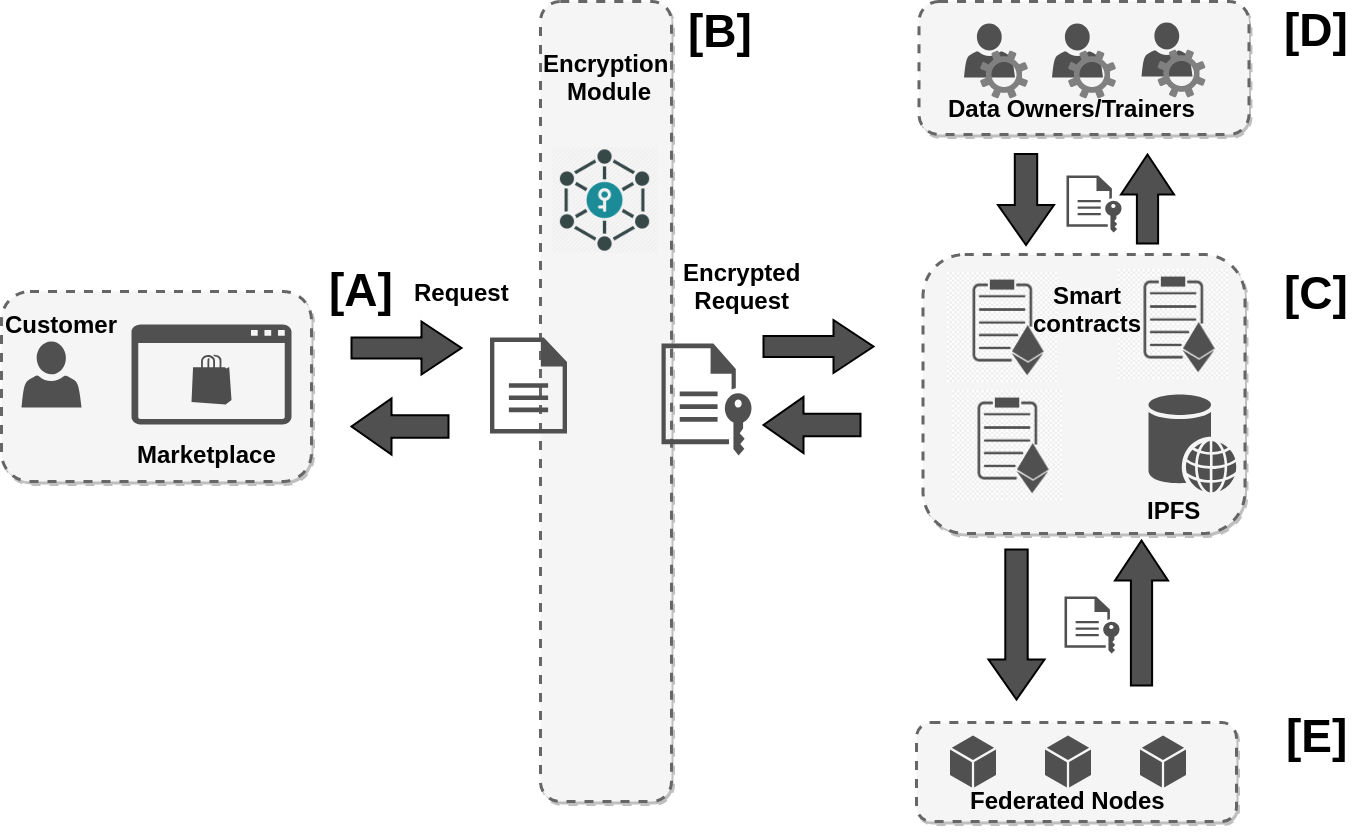 [B]
[D]
Encryption
Module
Data Owners/Trainers
[A]
Request
Encrypted
Request
[C]
Customer
Marketplace
Smart
contracts
IPFS
[E]
Federated Nodes